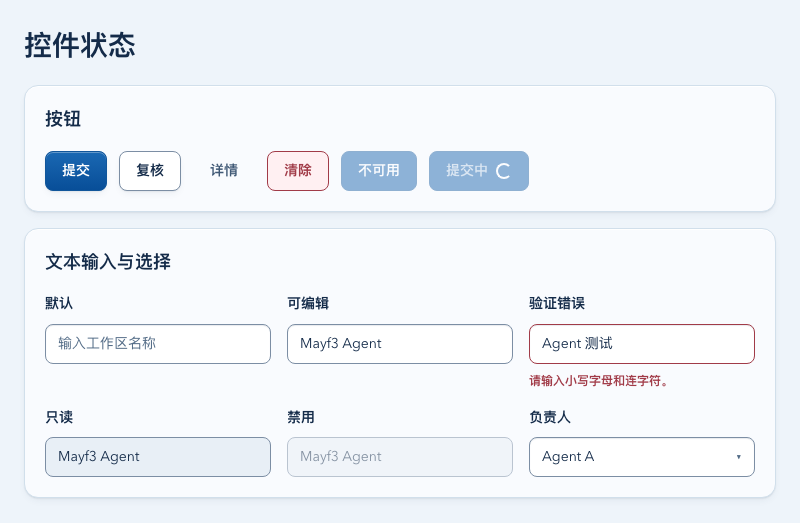 控件状态
按钮
提交 复核 详情 清除 不可用 提交中
文本输入与选择
默认 可编辑 验证错误
输入工作区名称 Mayf3 Agent Agent 测试
请输入小写字母和连字符。
只读 禁用 负责人
Mayf3 Agent Mayf3 Agent Agent A